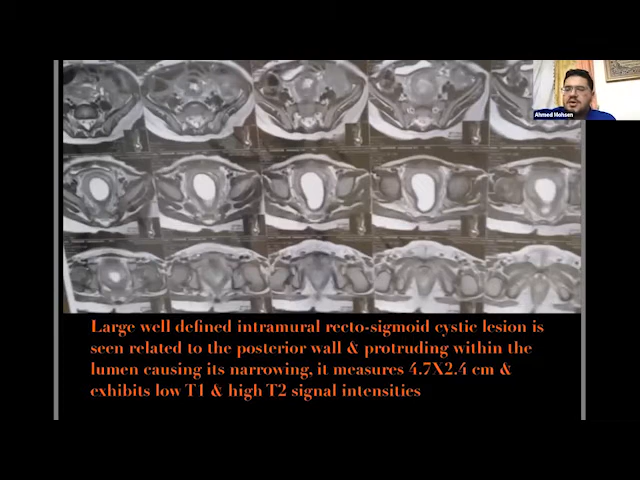 Ahmed Mohsen
Large well defined intramural recto-sigmoid cystic lesion is
seen related to the posterior wall & protruding within the
lumen causing its narrowing, it measures 4.7X2.4 cm &
exhibits low T1 & high T2 signal intensities